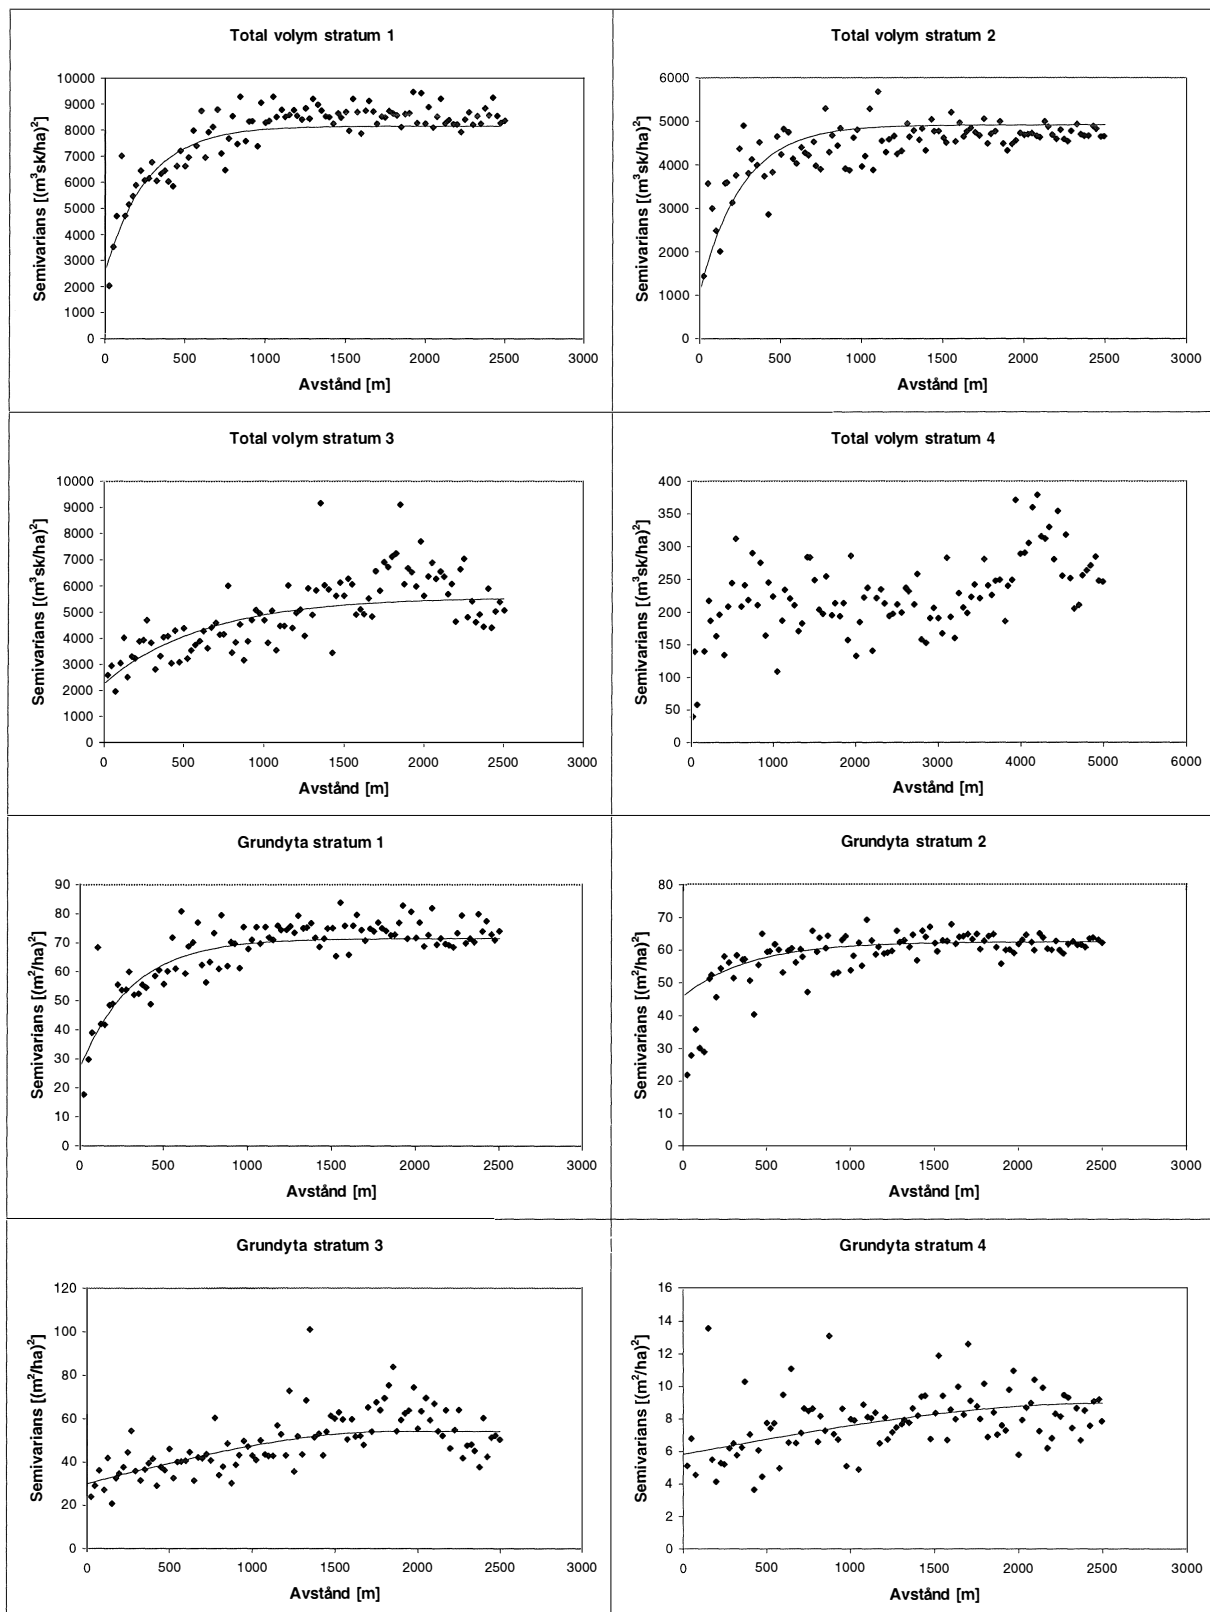 Total volym stratum 1
Semivarians [(m³sk/ha)²]
10000
9000
8000
7000
6000
5000
4000
3000
2000
1000
0
0 500 1000 1500 2000 2500 3000
Avstånd [m]
Total volym stratum 2
Semivarians [(m³sk/ha)²]
6000
5000
4000
3000
2000
1000
0
0 500 1000 1500 2000 2500 3000
Avstånd [m]
Total volym stratum 3
Semivarians [(m³sk/ha)²]
10000
9000
8000
7000
6000
5000
4000
3000
2000
1000
0
0 500 1000 1500 2000 2500 3000
Avstånd [m]
Total volym stratum 4
Semivarians [(m³sk/ha)²]
400
350
300
250
200
150
100
50
0
0 1000 2000 3000 4000 5000 6000
Avstånd [m]
Grundyta stratum 1
Semivarians [(m²/ha)²]
90
80
70
60
50
40
30
20
10
0
0 500 1000 1500 2000 2500 3000
Avstånd [m]
Grundyta stratum 2
Semivarians [(m²/ha)²]
80
70
60
50
40
30
20
10
0
0 500 1000 1500 2000 2500 3000
Avstånd [m]
Grundyta stratum 3
Semivarians [(m²/ha)²]
120
100
80
60
40
20
0
0 500 1000 1500 2000 2500 3000
Avstånd [m]
Grundyta stratum 4
Semivarians [(m²/ha)²]
16
14
12
10
8
6
4
2
0
0 500 1000 1500 2000 2500 3000
Avstånd [m]